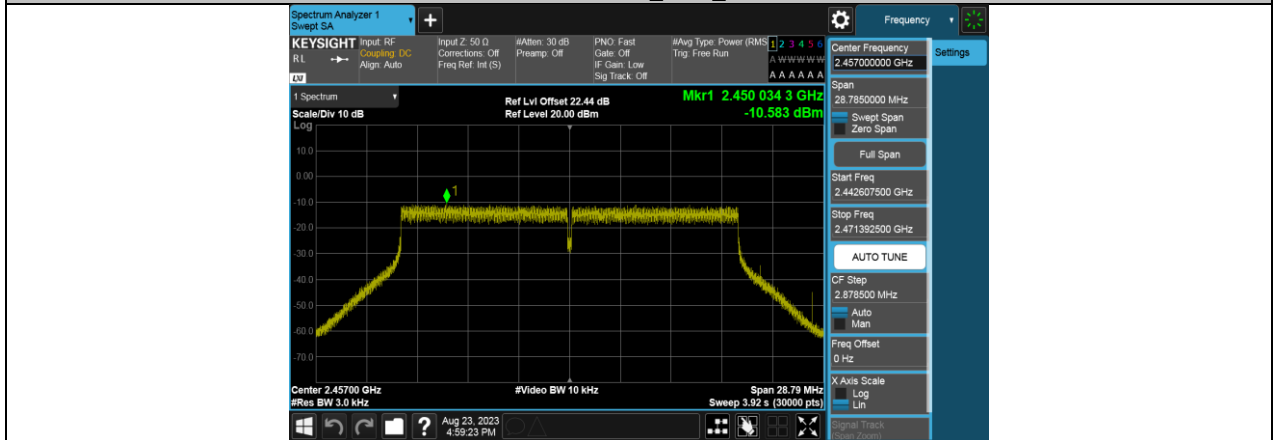 Spectrum Analyzer 1
Swept SA
+
Frequency
KEYSIGHT
R L
LXI
Input: RF
Coupling: DC
Align: Auto
Input Z: 50 Ω
Corrections: Off
Freq Ref: Int (S)
#Atten: 30 dB
Preamp: Off
PNO: Fast
Gate: Off
IF Gain: Low
Sig Track: Off
#Avg Type: Power (RMS
Trig: Free Run
1 2 3 4 5 6
A W W W W W
A A A A A A
1 Spectrum
Scale/Div 10 dB
Log
Ref Lvl Offset 22.44 dB
Ref Level 20.00 dBm
Mkr1 2.450 034 3 GHz
-10.583 dBm
10.0
0.00
-10.0
-20.0
-30.0
-40.0
-50.0
-60.0
-70.0
1
Center 2.45700 GHz
#Res BW 3.0 kHz
#Video BW 10 kHz
Span 28.79 MHz
Sweep 3.92 s (30000 pts)
?
Aug 23, 2023
4:59:23 PM
Center Frequency
2.457000000 GHz
Settings
Span
28.7850000 MHz
Swept Span
Zero Span
Full Span
Start Freq
2.442607500 GHz
Stop Freq
2.471392500 GHz
AUTO TUNE
CF Step
2.878500 MHz
Auto
Man
Freq Offset
0 Hz
X Axis Scale
Log
Lin
Signal Track
(Span Zoom)